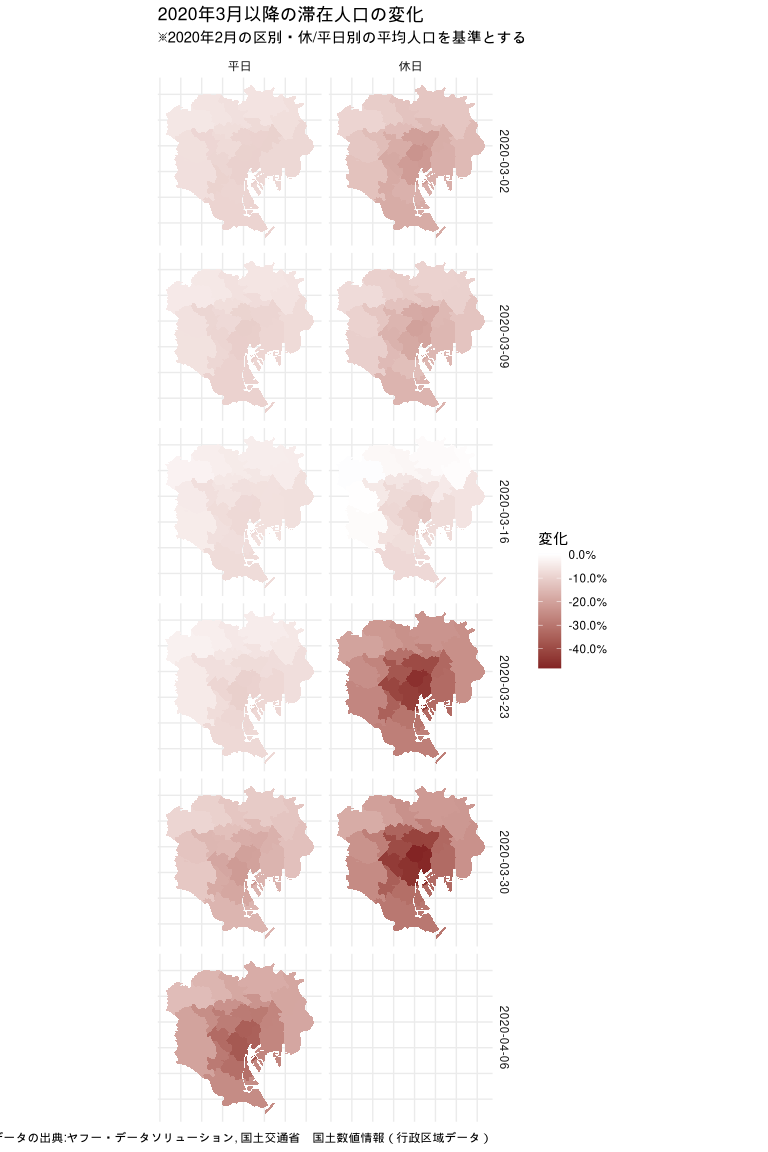 2020年3月以降の滞在人口の変化
※2020年2月の区別・休/平日別の平均人口を基準とする
平日 休日
2020-03-02
2020-03-09
2020-03-16
2020-03-23
2020-03-30
2020-04-06
変化
0.0%
-10.0%
-20.0%
-30.0%
-40.0%
データの出典:ヤフー・データソリューション, 国土交通省　国土数値情報（行政区域データ）